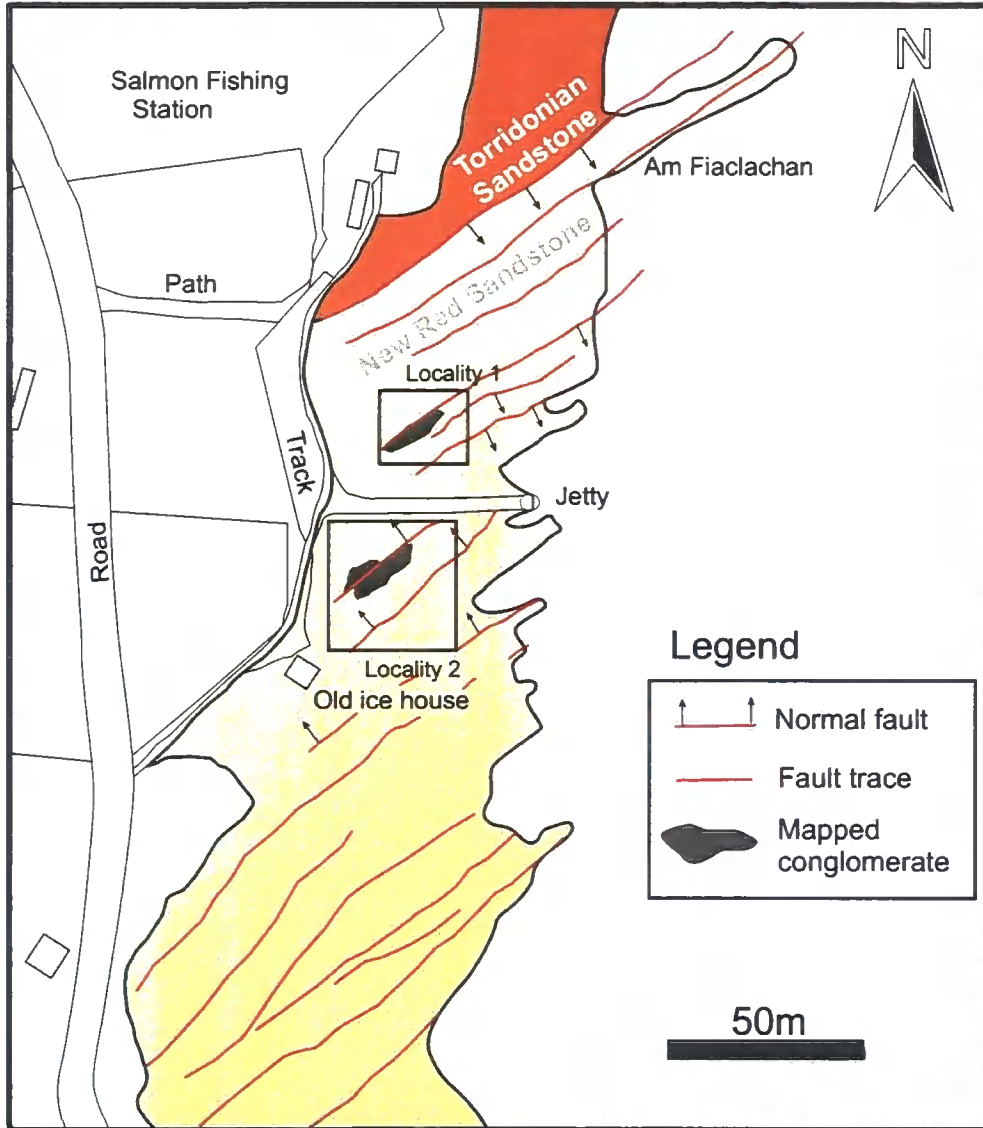 N
Salmon Fishing
Station
Torridonian
Sandstone
Am Fiaclachan
Path
New Red Sandstone
Locality 1
Track
Jetty
Road
Locality 2
Old ice house
Legend
Normal fault
Fault trace
Mapped
conglomerate
50m